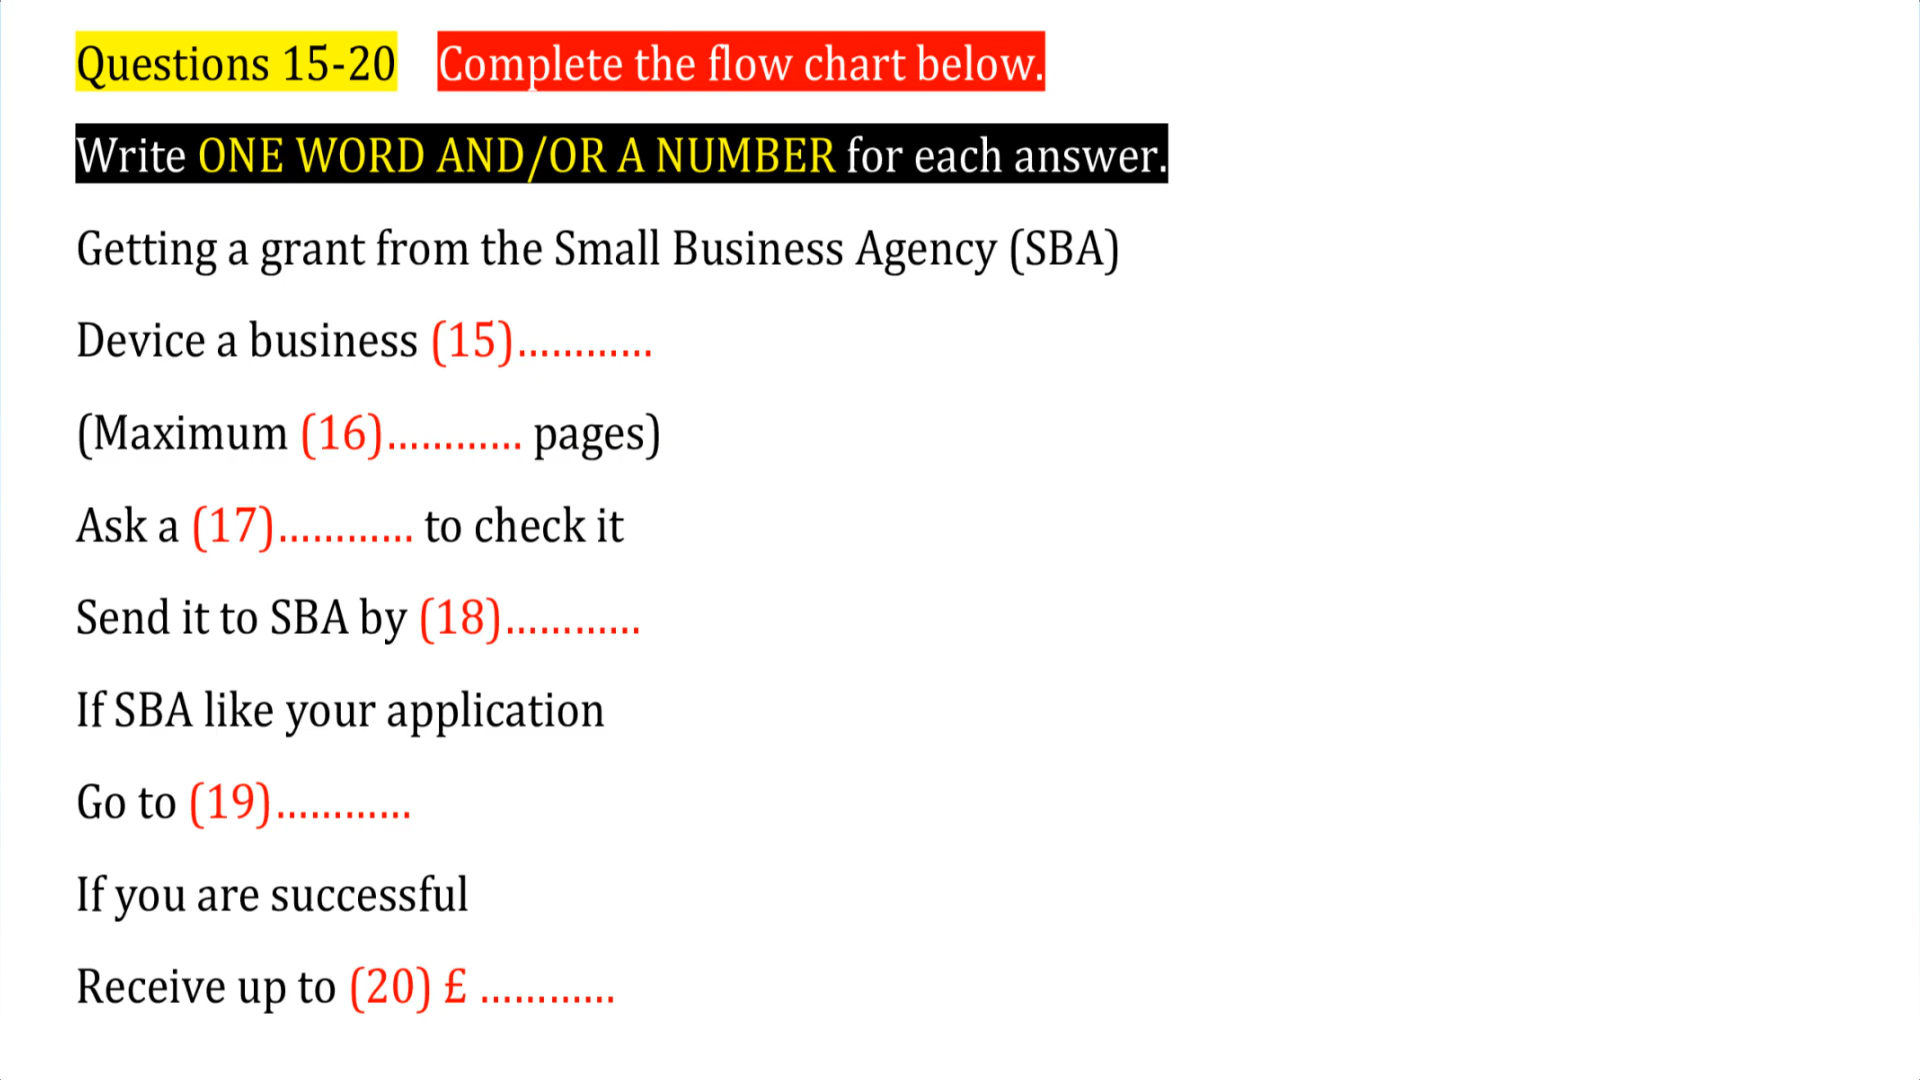 Questions 15-20 Complete the flow chart below.
Write ONE WORD AND/OR A NUMBER for each answer.
Getting a grant from the Small Business Agency (SBA)
Device a business (15)............
(Maximum (16)............ pages)
Ask a (17)............ to check it
Send it to SBA by (18)............
If SBA like your application
Go to (19)............
If you are successful
Receive up to (20) £ ............